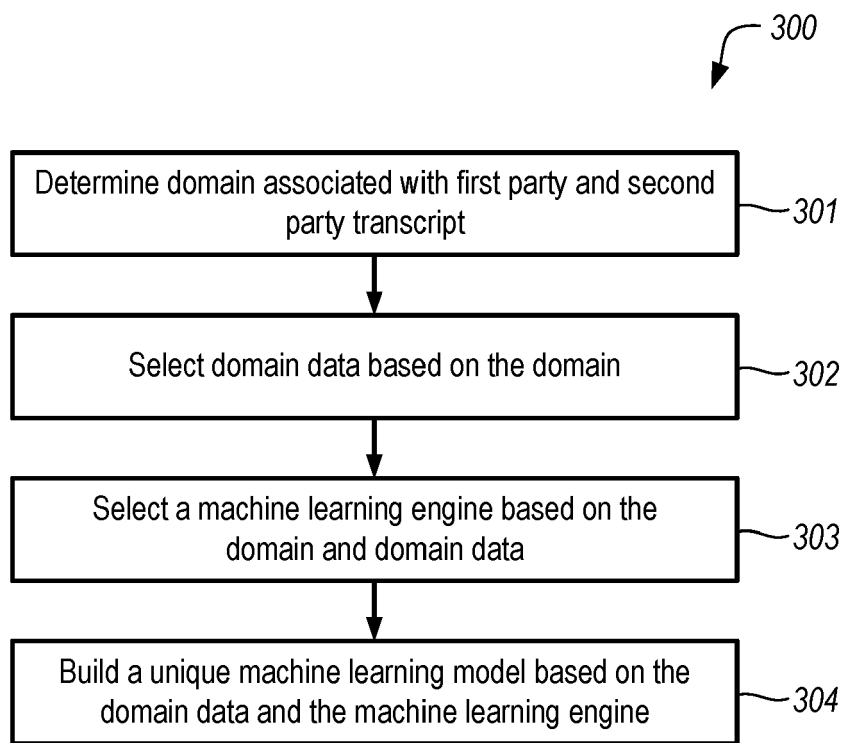 300
Determine domain associated with first party and second
party transcript
301
Select domain data based on the domain
302
Select a machine learning engine based on the
domain and domain data
303
Build a unique machine learning model based on the
domain data and the machine learning engine
304